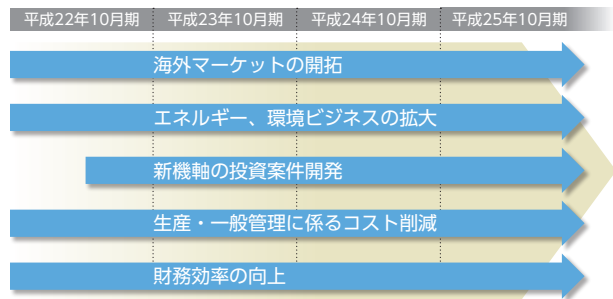 平成22年10月期 平成23年10月期 平成24年10月期 平成25年10月期
海外マーケットの開拓
エネルギー、環境ビジネスの拡大
新機軸の投資案件開発
生産・一般管理に係るコスト削減
財務効率の向上